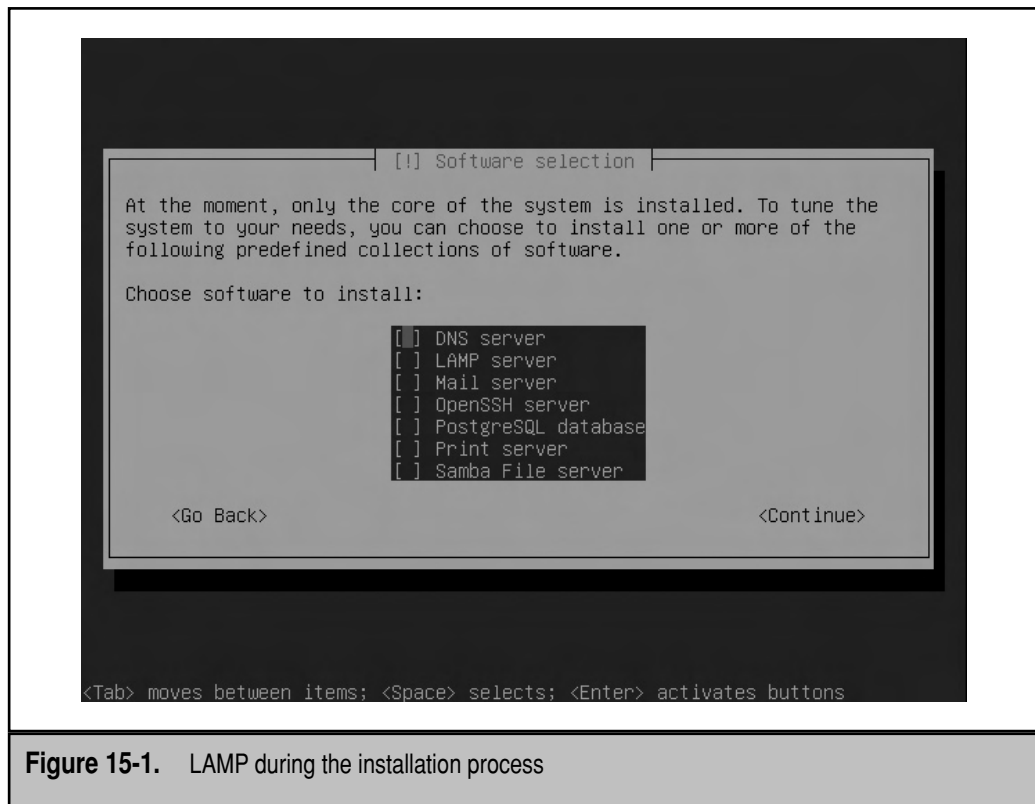 [!] Software selection
At the moment, only the core of the system is installed. To tune the
system to your needs, you can choose to install one or more of the
following predefined collections of software.
Choose software to install:
[ ] DNS server
[ ] LAMP server
[ ] Mail server
[ ] OpenSSH server
[ ] PostgreSQL database
[ ] Print server
[ ] Samba File server
<Go Back> <Continue>
<Tab> moves between items; <Space> selects; <Enter> activates buttons
Figure 15-1. LAMP during the installation process